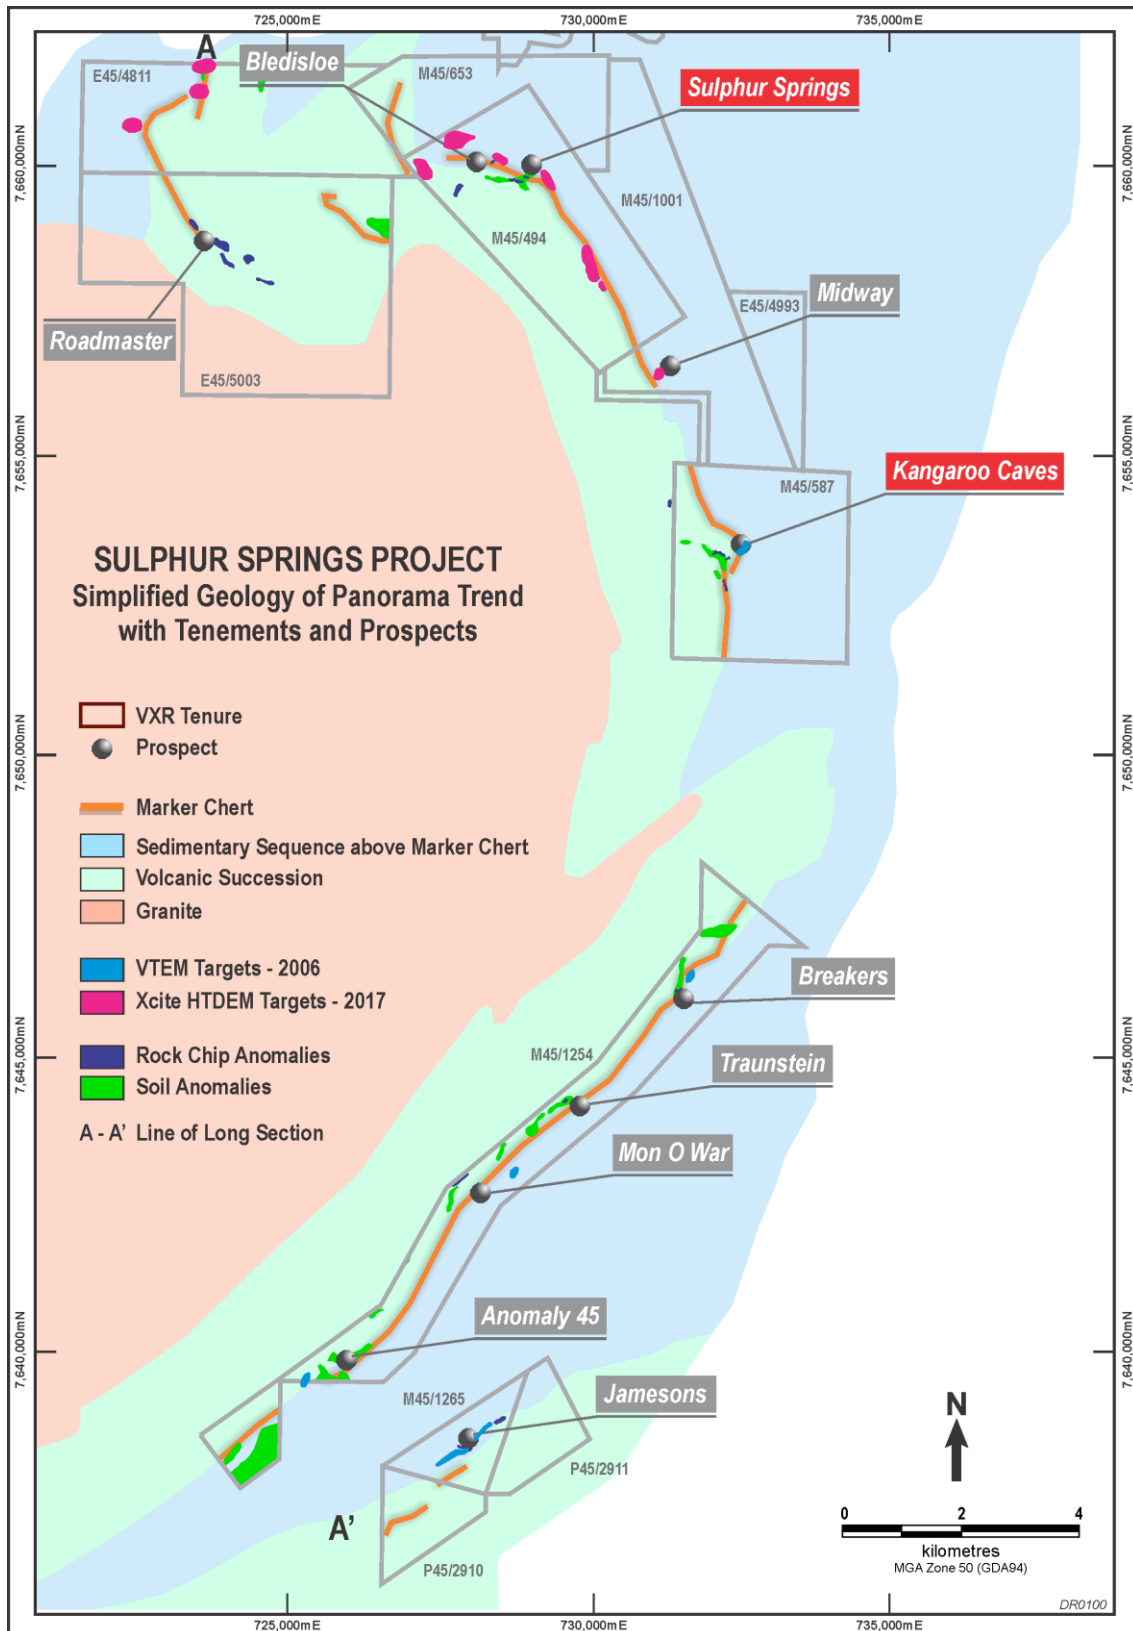 725,000mE
730,000mE
735,000mE
A
E45/4811
Bledisloe
M45/653
Sulphur Springs
7,660,000mN
7,660,000mN
M45/1001
M45/494
Midway
E45/4993
Roadmaster
E45/5003
7,655,000mN
7,655,000mN
Kangaroo Caves
M45/587
SULPHUR SPRINGS PROJECT
Simplified Geology of Panorama Trend
with Tenements and Prospects
VXR Tenure
Prospect
7,650,000mN
7,650,000mN
Marker Chert
Sedimentary Sequence above Marker Chert
Volcanic Succession
Granite
VTEM Targets - 2006
Xcite HTDEM Targets - 2017
Rock Chip Anomalies
Soil Anomalies
A - A' Line of Long Section
Breakers
7,645,000mN
7,645,000mN
M45/1254
Traunstein
Mon O War
Anomaly 45
7,640,000mN
7,640,000mN
M45/1265
Jamesons
N
P45/2911
A'
P45/2910
0 2 4
kilometres
MGA Zone 50 (GDA94)
DR0100
725,000mE
730,000mE
735,000mE